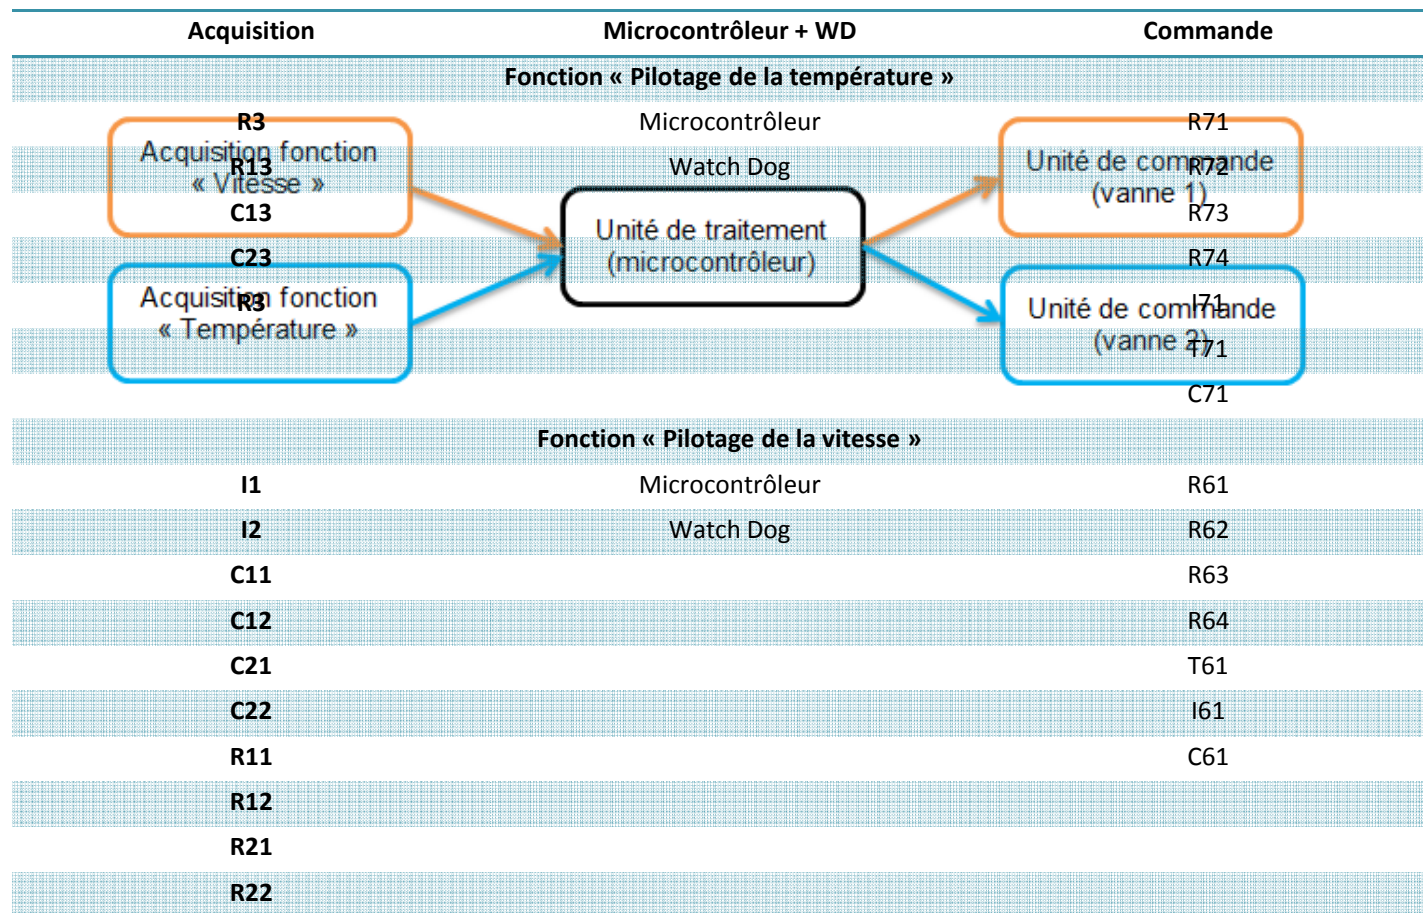 Acquisition Microcontrôleur + WD Commande
Fonction « Pilotage de la température »
R3 Microcontrôleur R71
Acquisition fonction
« Vitesse »
R13 Watch Dog R72
Unité de commande
(vanne 1)
C13 R73
Unité de traitement
(microcontrôleur)
C23 R74
Acquisition fonction
« Température »
R3 I71
Unité de commande
(vanne 2)
T71
C71
Fonction « Pilotage de la vitesse »
I1 Microcontrôleur R61
I2 Watch Dog R62
C11 R63
C12 R64
C21 T61
C22 I61
R11 C61
R12
R21
R22